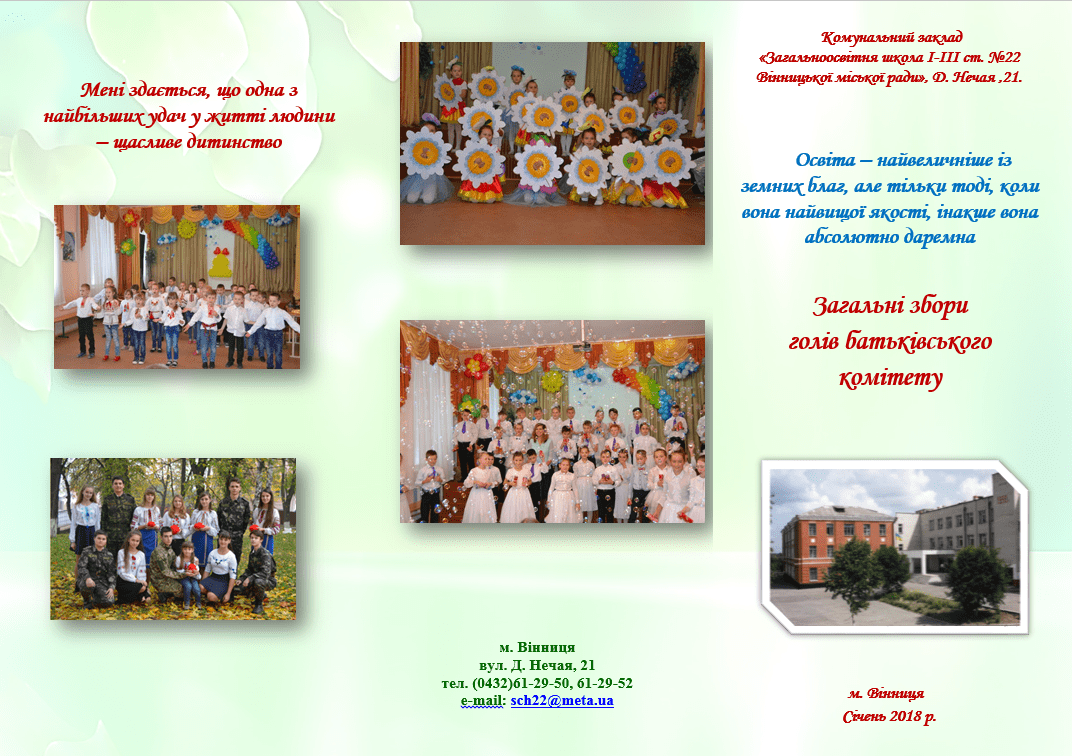 Мені здається, що одна з
найбільших удач у житті людини
– щасливе дитинство
м. Вінниця
вул. Д. Нечая, 21
тел. (0432)61-29-50, 61-29-52
e-mail: sch22@meta.ua
Комунальний заклад
«Загальноосвітня школа І-ІІІ ст. №22
Вінницької міської ради», Д. Нечая ,21.
Освіта – найвеличніше із
земних благ, але тільки тоді, коли
вона найвищої якості, інакше вона
абсолютно даремна
Загальні збори
голів батьківського
комітету
м. Вінниця
Січень 2018 р.